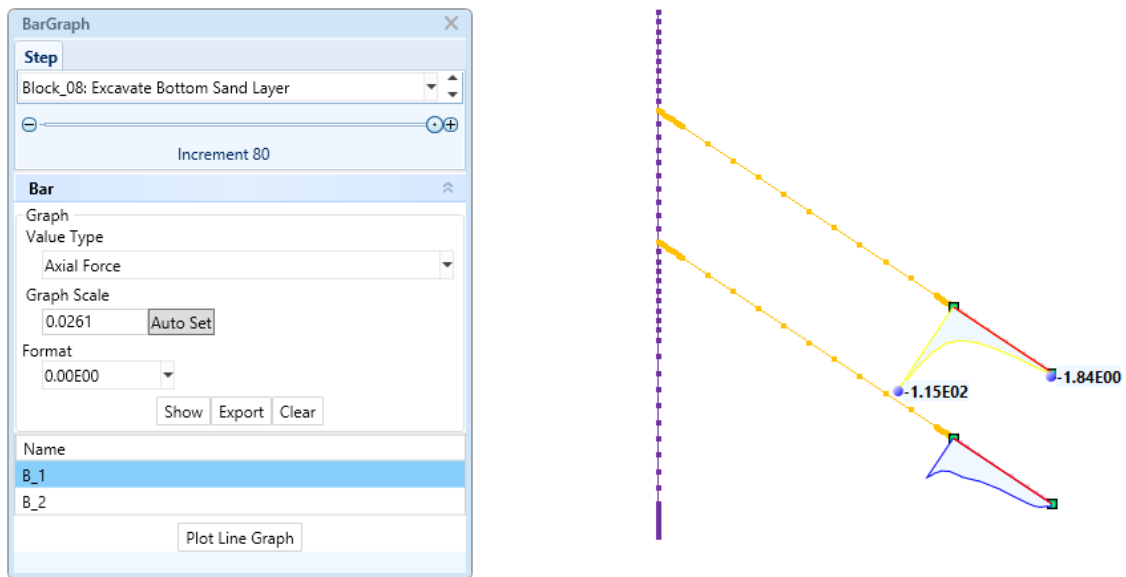 BarGraph
Step
Block_08: Excavate Bottom Sand Layer
Increment 80
Bar
Graph
Value Type
Axial Force
Graph Scale
0.0261 Auto Set
Format
0.00E00
Show Export Clear
Name
B_1
B_2
Plot Line Graph
-1.15E02
-1.84E00